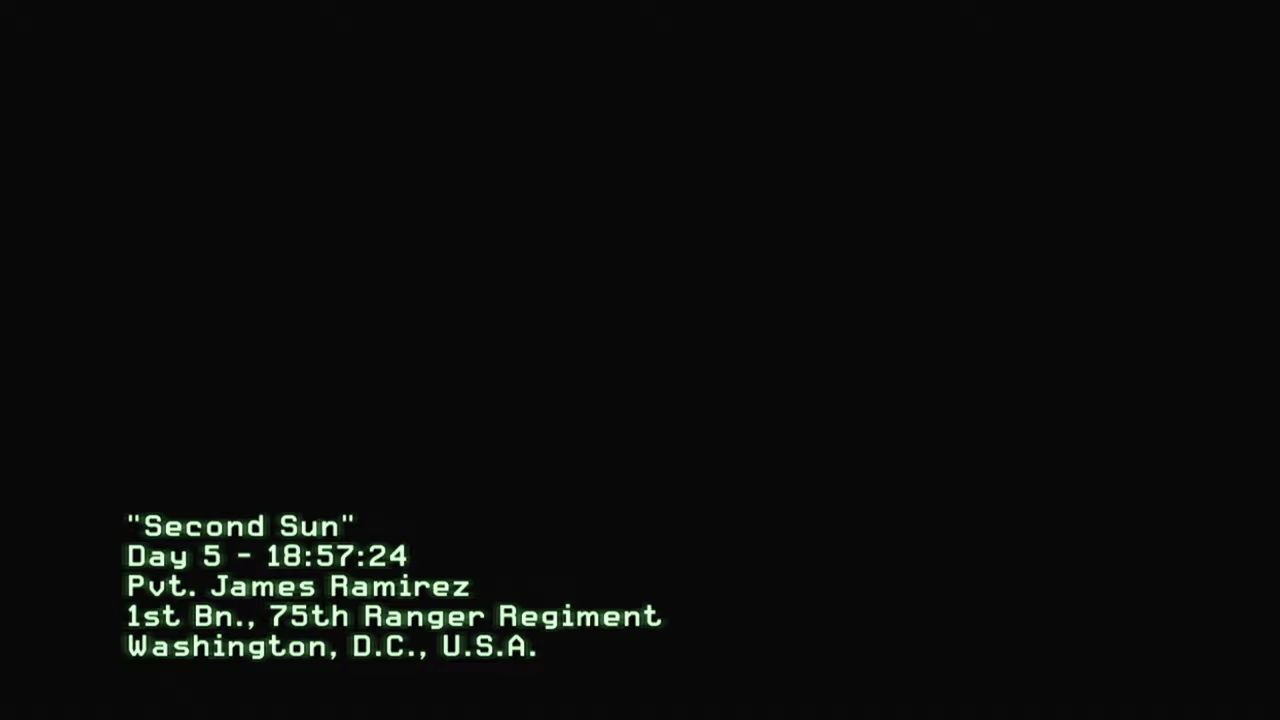 "Second Sun"
Day 5 - 18:57:24
Pvt. James Ramirez
1st Bn., 75th Ranger Regiment
Washington, D.C., U.S.A.